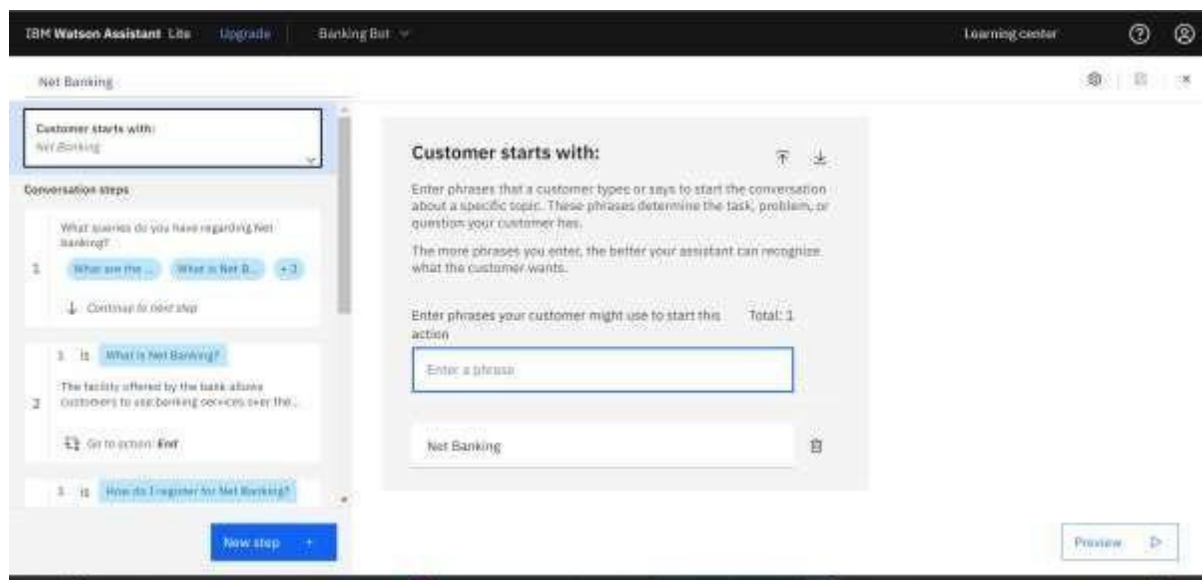 IBM Watson Assistant Lite Upgrade Banking Bot Learning center
Net Banking
Customer starts with:
Net Banking
Conversation steps
What queries do you have regarding Net
banking?
1 What are the ... What is Net B... + 3
Continue to next step
1 is What is Net Banking?
The facility offered by the bank allows
2 customers to use banking services over the...
Go to action: End
1 is How do I register for Net Banking?
New step +
Customer starts with:
Enter phrases that a customer types or says to start the conversation
about a specific topic. These phrases determine the task, problem, or
question your customer has.
The more phrases you enter, the better your assistant can recognize
what the customer wants.
Enter phrases your customer might use to start this Total: 1
action
Enter a phrase
Net Banking
Preview